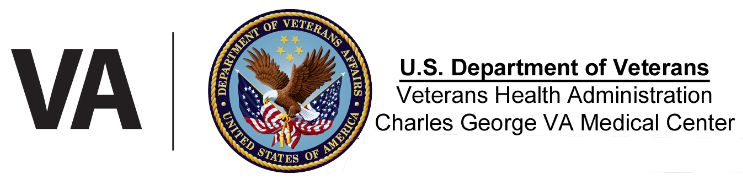 VA
DEPARTMENT OF VETERANS AFFAIRS
UNITED STATES OF AMERICA
U.S. Department of Veterans
Veterans Health Administration
Charles George VA Medical Center